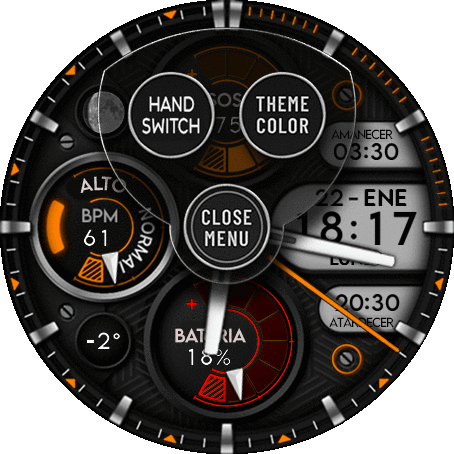 HAND
SWITCH
THEME
COLOR
75
AMANECER
03:30
ALTO
BPM
61
NORMAL
CLOSE
MENU
22-ENE
18:17
20:30
ATARDECER
-2°
BATERIA
18%